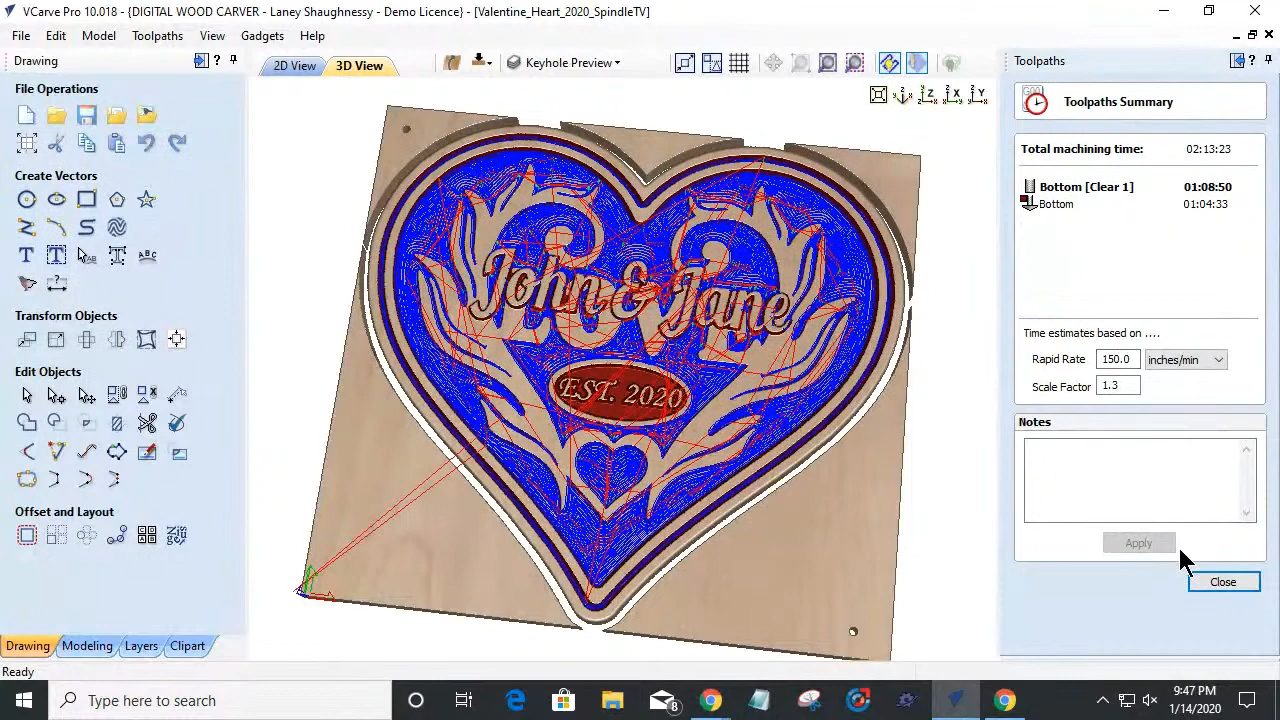 VCarve Pro 10.018 - {DIGITAL WOOD CARVER - Laney Shaughnessy - Demo Licence} - [Valentine_Heart_2020_SpindleTV]
File Edit Model Toolpaths View Gadgets Help
Drawing
?
2D View
3D View
Keyhole Preview
Z
X
Y
Toolpaths
?
File Operations
Create Vectors
Transform Objects
Edit Objects
Offset and Layout
Drawing Modeling Layers Clipart
Ready
John & Jane
EST. 2020
Toolpaths Summary
Total machining time: 02:13:23
Bottom [Clear 1] 01:08:50
Bottom 01:04:33
Time estimates based on ....
Rapid Rate 150.0 inches/min
Scale Factor 1.3
Notes
Apply
Close
Type here to search
8
9:47 PM
1/14/2020